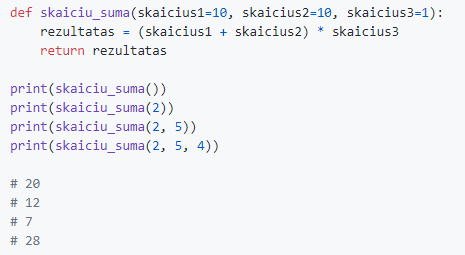 def skaiciu_suma(skaicius1=10, skaicius2=10, skaicius3=1):
    rezultatas = (skaicius1 + skaicius2) * skaicius3
    return rezultatas

print(skaiciu_suma())
print(skaiciu_suma(2))
print(skaiciu_suma(2, 5))
print(skaiciu_suma(2, 5, 4))

# 20
# 12
# 7
# 28